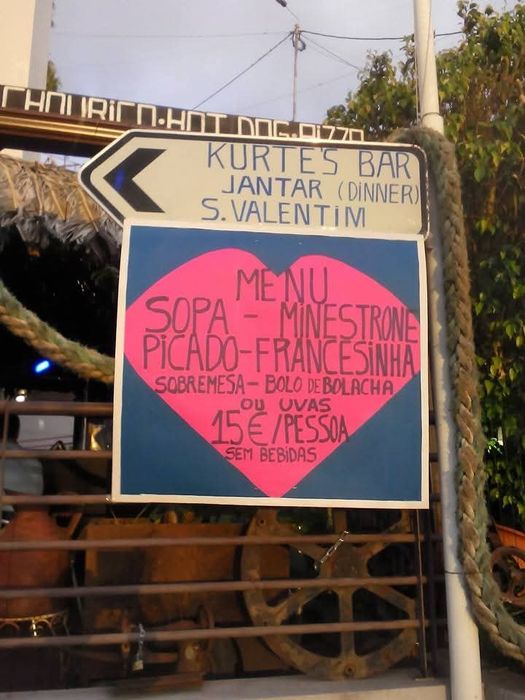 CHOURIÇO·HOT DOG·PIZZA
KURTE'S BAR
JANTAR (DINNER)
S. VALENTIM
MENU
SOPA - MINESTRONE
PICADO-FRANCESINHA
SOBREMESA - BOLO DE BOLACHA
OU UVAS
15€/PESSOA
SEM BEBIDAS